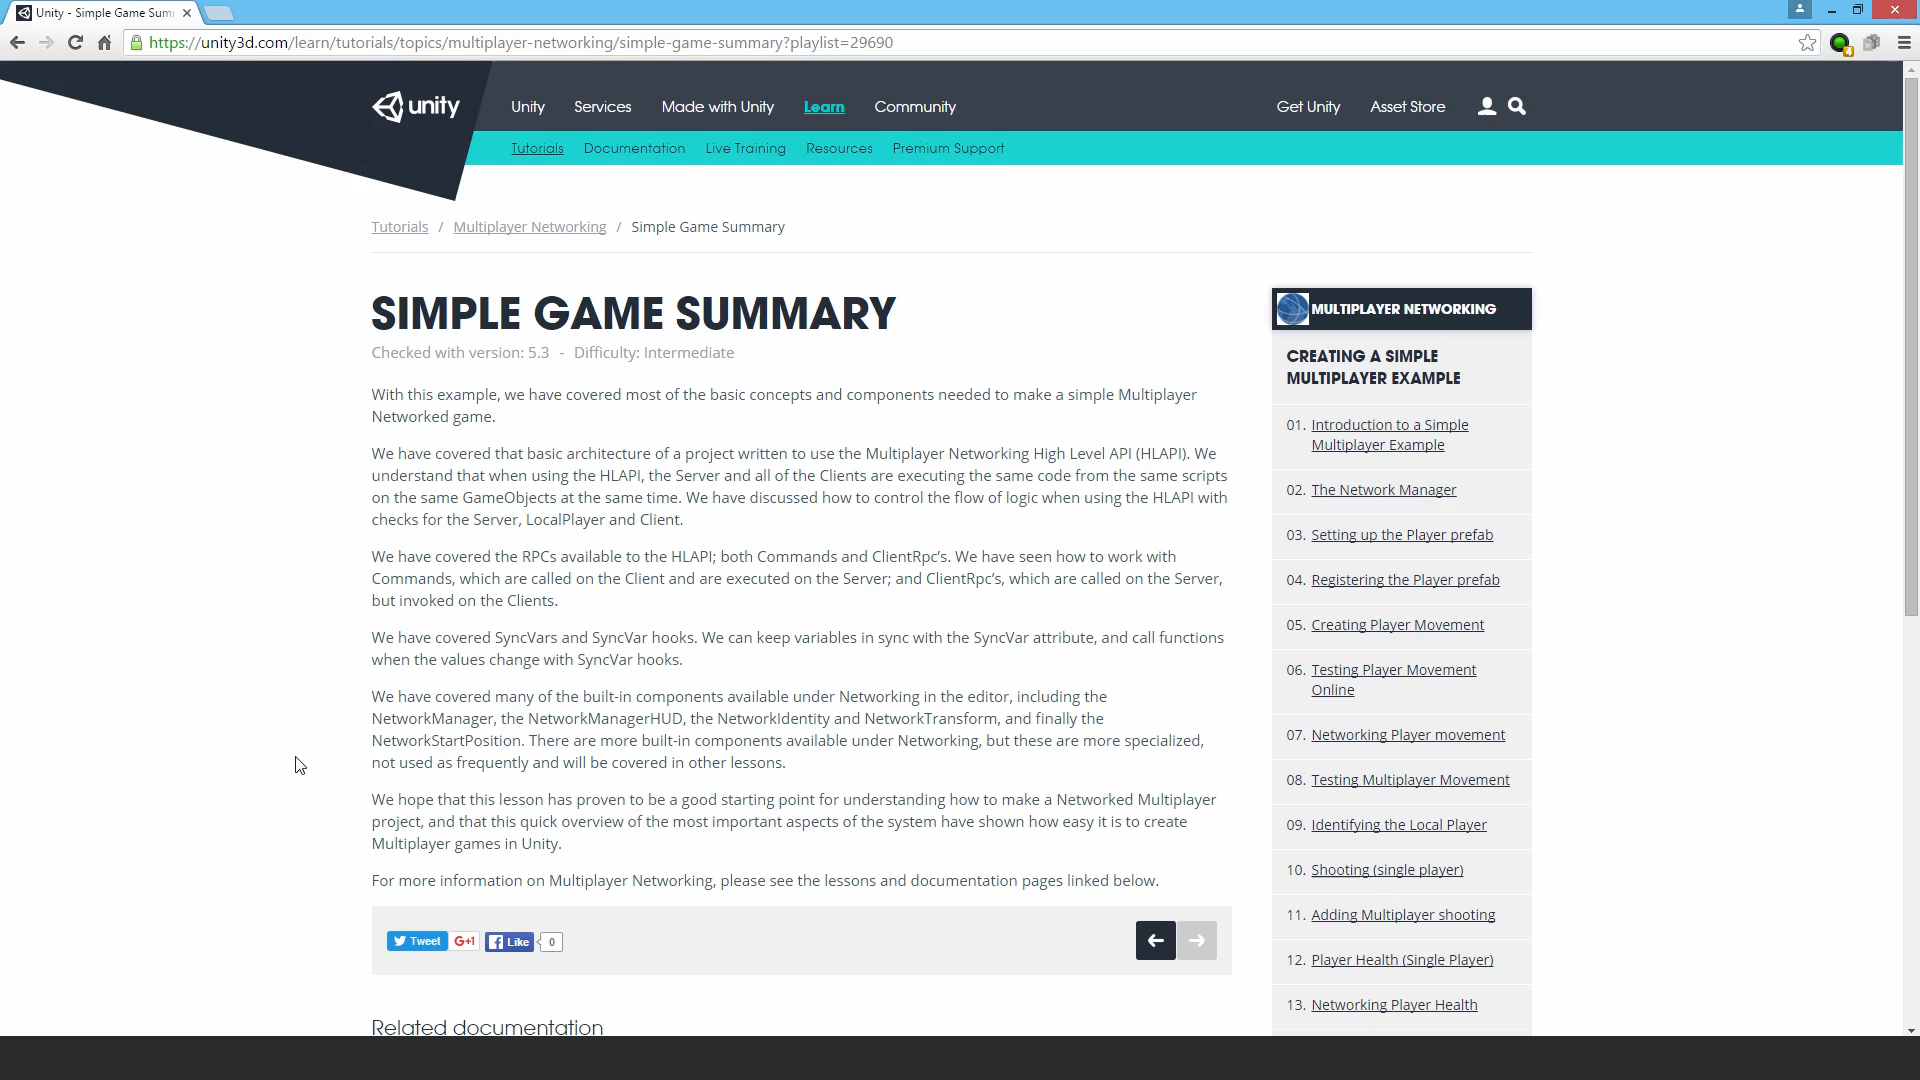 Unity - Simple Game Sum
https://unity3d.com/learn/tutorials/topics/multiplayer-networking/simple-game-summary?playlist=29690
4
unity
Unity Services Made with Unity Learn Community
Get Unity Asset Store
Tutorials Documentation Live Training Resources Premium Support
Tutorials / Multiplayer Networking / Simple Game Summary
SIMPLE GAME SUMMARY
Checked with version: 5.3 - Difficulty: Intermediate
With this example, we have covered most of the basic concepts and components needed to make a simple Multiplayer
Networked game.
We have covered that basic architecture of a project written to use the Multiplayer Networking High Level API (HLAPI). We
understand that when using the HLAPI, the Server and all of the Clients are executing the same code from the same scripts
on the same GameObjects at the same time. We have discussed how to control the flow of logic when using the HLAPI with
checks for the Server, LocalPlayer and Client.
We have covered the RPCs available to the HLAPI; both Commands and ClientRpc's. We have seen how to work with
Commands, which are called on the Client and are executed on the Server; and ClientRpc's, which are called on the Server,
but invoked on the Clients.
We have covered SyncVars and SyncVar hooks. We can keep variables in sync with the SyncVar attribute, and call functions
when the values change with SyncVar hooks.
We have covered many of the built-in components available under Networking in the editor, including the
NetworkManager, the NetworkManagerHUD, the NetworkIdentity and NetworkTransform, and finally the
NetworkStartPosition. There are more built-in components available under Networking, but these are more specialized,
not used as frequently and will be covered in other lessons.
We hope that this lesson has proven to be a good starting point for understanding how to make a Networked Multiplayer
project, and that this quick overview of the most important aspects of the system have shown how easy it is to create
Multiplayer games in Unity.
For more information on Multiplayer Networking, please see the lessons and documentation pages linked below.
Tweet G+1 Like 0
Related documentation
MULTIPLAYER NETWORKING
CREATING A SIMPLE
MULTIPLAYER EXAMPLE
01. Introduction to a Simple
Multiplayer Example
02. The Network Manager
03. Setting up the Player prefab
04. Registering the Player prefab
05. Creating Player Movement
06. Testing Player Movement
Online
07. Networking Player movement
08. Testing Multiplayer Movement
09. Identifying the Local Player
10. Shooting (single player)
11. Adding Multiplayer shooting
12. Player Health (Single Player)
13. Networking Player Health